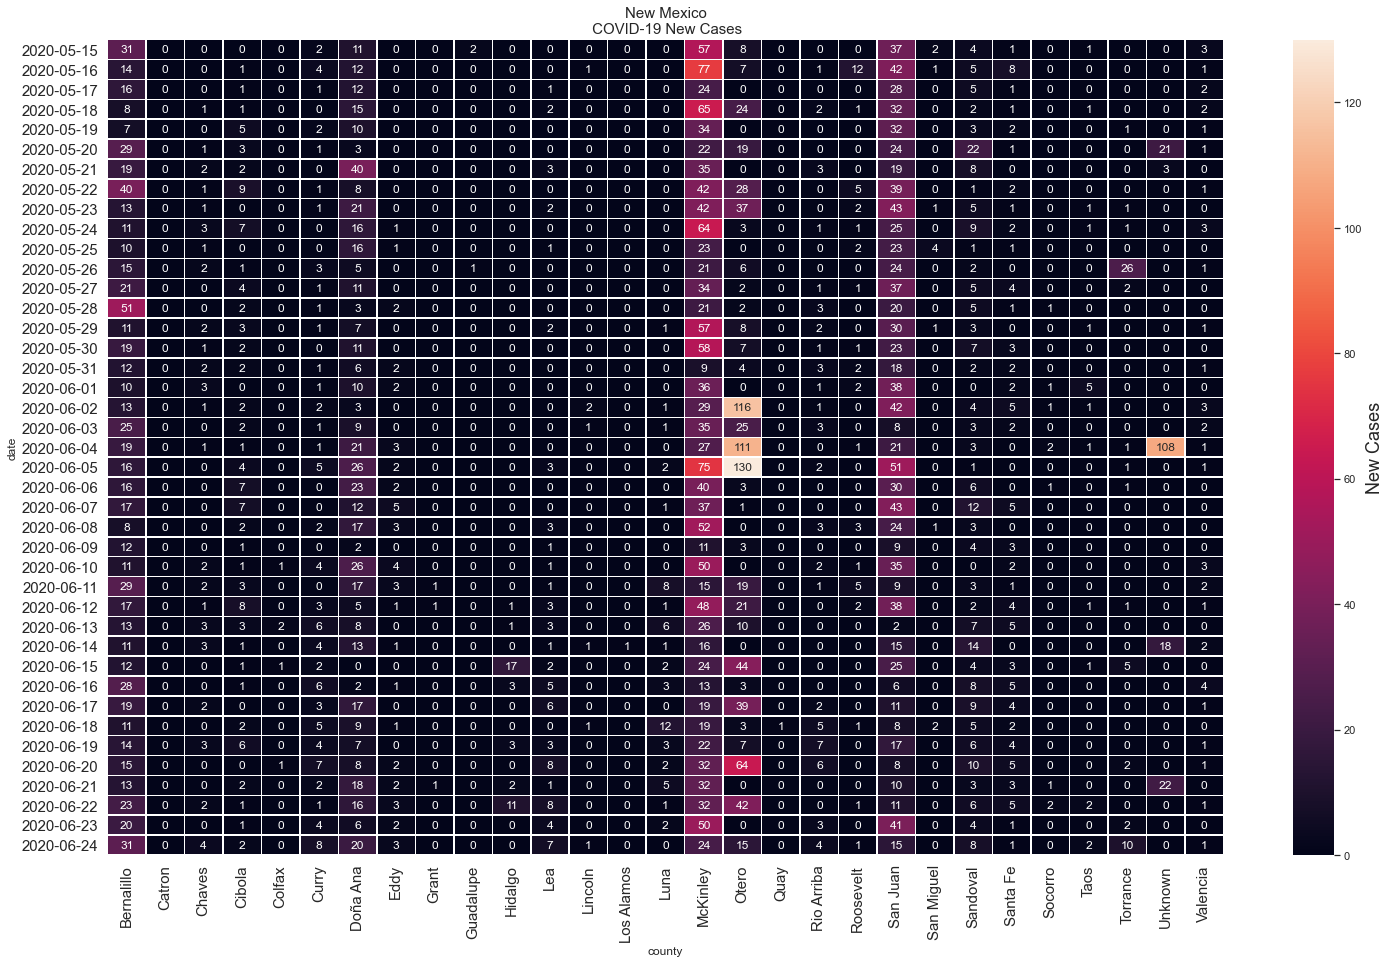 New Mexico
COVID-19 New Cases
2020-05-15 31 0 0 0 0 2 11 0 0 2 0 0 0 0 0 57 8 0 0 0 37 2 4 1 0 1 0 0 3
2020-05-16 14 0 0 1 0 4 12 0 0 0 0 0 1 0 0 77 7 0 1 12 42 1 5 8 0 0 0 0 1
2020-05-17 16 0 0 1 0 1 12 0 0 0 0 1 0 0 0 24 0 0 0 0 28 0 5 1 0 0 0 0 2
2020-05-18 8 0 1 1 0 0 15 0 0 0 0 2 0 0 0 65 24 0 2 1 32 0 2 1 0 1 0 0 2
2020-05-19 7 0 0 5 0 2 10 0 0 0 0 0 0 0 0 34 0 0 0 0 32 0 3 2 0 0 1 0 1
2020-05-20 29 0 1 3 0 1 3 0 0 0 0 0 0 0 0 22 19 0 0 0 24 0 22 1 0 0 0 21 1
2020-05-21 19 0 2 2 0 0 40 0 0 0 0 3 0 0 0 35 0 0 3 0 19 0 8 0 0 0 0 3 0
2020-05-22 40 0 1 9 0 1 8 0 0 0 0 0 0 0 0 42 28 0 0 5 39 0 1 2 0 0 0 0 1
2020-05-23 13 0 1 0 0 1 21 0 0 0 0 2 0 0 0 42 37 0 0 2 43 1 5 1 0 1 1 0 0
2020-05-24 11 0 3 7 0 0 16 1 0 0 0 0 0 0 0 64 3 0 1 1 25 0 9 2 0 1 1 0 3
2020-05-25 10 0 1 0 0 0 16 1 0 0 0 1 0 0 0 23 0 0 0 2 23 4 1 1 0 0 0 0 0
2020-05-26 15 0 2 1 0 3 5 0 0 1 0 0 0 0 0 21 6 0 0 0 24 0 2 0 0 0 26 0 1
2020-05-27 21 0 0 4 0 1 11 0 0 0 0 0 0 0 0 34 2 0 1 1 37 0 5 4 0 0 2 0 0
2020-05-28 51 0 0 2 0 1 3 2 0 0 0 0 0 0 0 21 2 0 3 0 20 0 5 1 1 0 0 0 0
2020-05-29 11 0 2 3 0 1 7 0 0 0 0 2 0 0 1 57 8 0 2 0 30 1 3 0 0 1 0 0 1
2020-05-30 19 0 1 2 0 0 11 0 0 0 0 0 0 0 0 58 7 0 1 1 23 0 7 3 0 0 0 0 0
2020-05-31 12 0 2 2 0 1 6 2 0 0 0 0 0 0 0 9 4 0 3 2 18 0 2 2 0 0 0 0 1
2020-06-01 10 0 3 0 0 1 10 2 0 0 0 0 0 0 0 36 0 0 1 2 38 0 0 2 1 5 0 0 0
2020-06-02 13 0 1 2 0 2 3 0 0 0 0 0 2 0 1 29 116 0 1 0 42 0 4 5 1 1 0 0 3
2020-06-03 25 0 0 2 0 1 9 0 0 0 0 0 1 0 1 35 25 0 3 0 8 0 3 2 0 0 0 0 2
2020-06-04 19 0 1 1 0 1 21 3 0 0 0 0 0 0 0 27 111 0 0 1 21 0 3 0 2 1 1 108 1
2020-06-05 16 0 0 4 0 5 26 2 0 0 0 3 0 0 2 75 130 0 2 0 51 0 1 0 0 0 1 0 1
2020-06-06 16 0 0 7 0 0 23 2 0 0 0 0 0 0 0 40 3 0 0 0 30 0 6 0 1 0 1 0 0
2020-06-07 17 0 0 7 0 0 12 5 0 0 0 0 0 0 1 37 1 0 0 0 43 0 12 5 0 0 0 0 0
2020-06-08 8 0 0 2 0 2 17 3 0 0 0 3 0 0 0 52 0 0 3 3 24 1 3 0 0 0 0 0 0
2020-06-09 12 0 0 1 0 0 2 0 0 0 0 1 0 0 0 11 3 0 0 0 9 0 4 3 0 0 0 0 0
2020-06-10 11 0 2 1 1 4 26 4 0 0 0 1 0 0 0 50 0 0 2 1 35 0 0 2 0 0 0 0 3
2020-06-11 29 0 2 3 0 0 17 3 1 0 0 1 0 0 8 15 19 0 1 5 9 0 3 1 0 0 0 0 2
2020-06-12 17 0 1 8 0 3 5 1 1 0 1 3 0 0 1 48 21 0 0 2 38 0 2 4 0 1 1 0 1
2020-06-13 13 0 3 3 2 6 8 0 0 0 1 3 0 0 6 26 10 0 0 0 2 0 7 5 0 0 0 0 0
2020-06-14 11 0 3 1 0 4 13 1 0 0 0 1 1 1 1 16 0 0 0 0 15 0 14 0 0 0 0 18 2
2020-06-15 12 0 0 1 1 2 0 0 0 0 17 2 0 0 2 24 44 0 0 0 25 0 4 3 0 1 5 0 0
2020-06-16 28 0 0 1 0 6 2 1 0 0 3 5 0 0 3 13 3 0 0 0 6 0 8 5 0 0 0 0 4
2020-06-17 19 0 2 0 0 3 17 0 0 0 0 6 0 0 0 19 39 0 2 0 11 0 9 4 0 0 0 0 1
2020-06-18 11 0 0 2 0 5 9 1 0 0 0 0 1 0 12 19 3 1 5 1 8 2 5 2 0 0 0 0 0
2020-06-19 14 0 3 6 0 4 7 0 0 0 3 3 0 0 3 22 7 0 7 0 17 0 6 4 0 0 0 0 1
2020-06-20 15 0 0 0 1 7 8 2 0 0 0 8 0 0 2 32 64 0 6 0 8 0 10 5 0 0 2 0 1
2020-06-21 13 0 0 2 0 2 18 2 1 0 2 1 0 0 5 32 0 0 0 0 10 0 3 3 1 0 0 22 0
2020-06-22 23 0 2 1 0 1 16 3 0 0 11 8 0 0 1 32 42 0 0 1 11 0 6 5 2 2 0 0 1
2020-06-23 20 0 0 1 0 4 6 2 0 0 0 4 0 0 2 50 0 0 3 0 41 0 4 1 0 0 2 0 0
2020-06-24 31 0 4 2 0 8 20 3 0 0 0 7 1 0 0 24 15 0 4 1 15 0 8 1 0 2 10 0 1
Bernalillo Catron Chaves Cibola Colfax Curry Doña Ana Eddy Grant Guadalupe Hidalgo Lea Lincoln Los Alamos Luna McKinley Otero Quay Rio Arriba Roosevelt San Juan San Miguel Sandoval Santa Fe Socorro Taos Torrance Unknown Valencia
county
date
120
100
80
60
40
20
0
New Cases